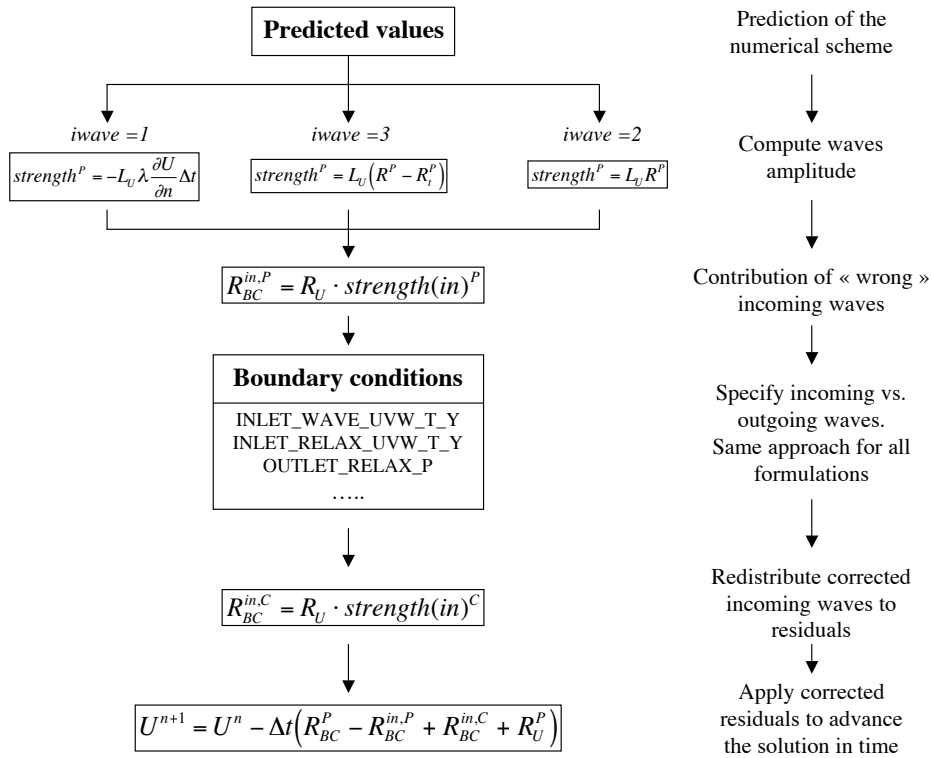 Predicted values
iwave =1
iwave =3
iwave =2
strength^P = −L_U λ ∂U/∂n Δt
strength^P = L_U (R^P − R_t^P)
strength^P = L_U R^P
R_BC^{in,P} = R_U · strength(in)^P
Boundary conditions
INLET_WAVE_UVW_T_Y
INLET_RELAX_UVW_T_Y
OUTLET_RELAX_P
…..
R_BC^{in,C} = R_U · strength(in)^C
U^{n+1} = U^n − Δt(R_BC^P − R_BC^{in,P} + R_BC^{in,C} + R_U^P)
Prediction of the
numerical scheme
Compute waves
amplitude
Contribution of « wrong »
incoming waves
Specify incoming vs.
outgoing waves.
Same approach for all
formulations
Redistribute corrected
incoming waves to
residuals
Apply corrected
residuals to advance
the solution in time